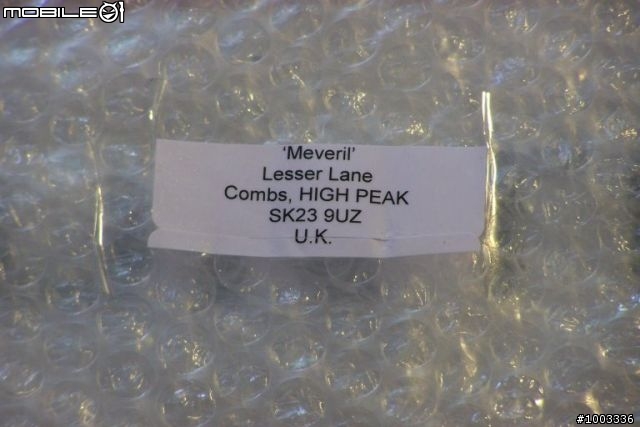 MOBILE01
'Meveril'
Lesser Lane
Combs, HIGH PEAK
SK23 9UZ
U.K.
#1003336